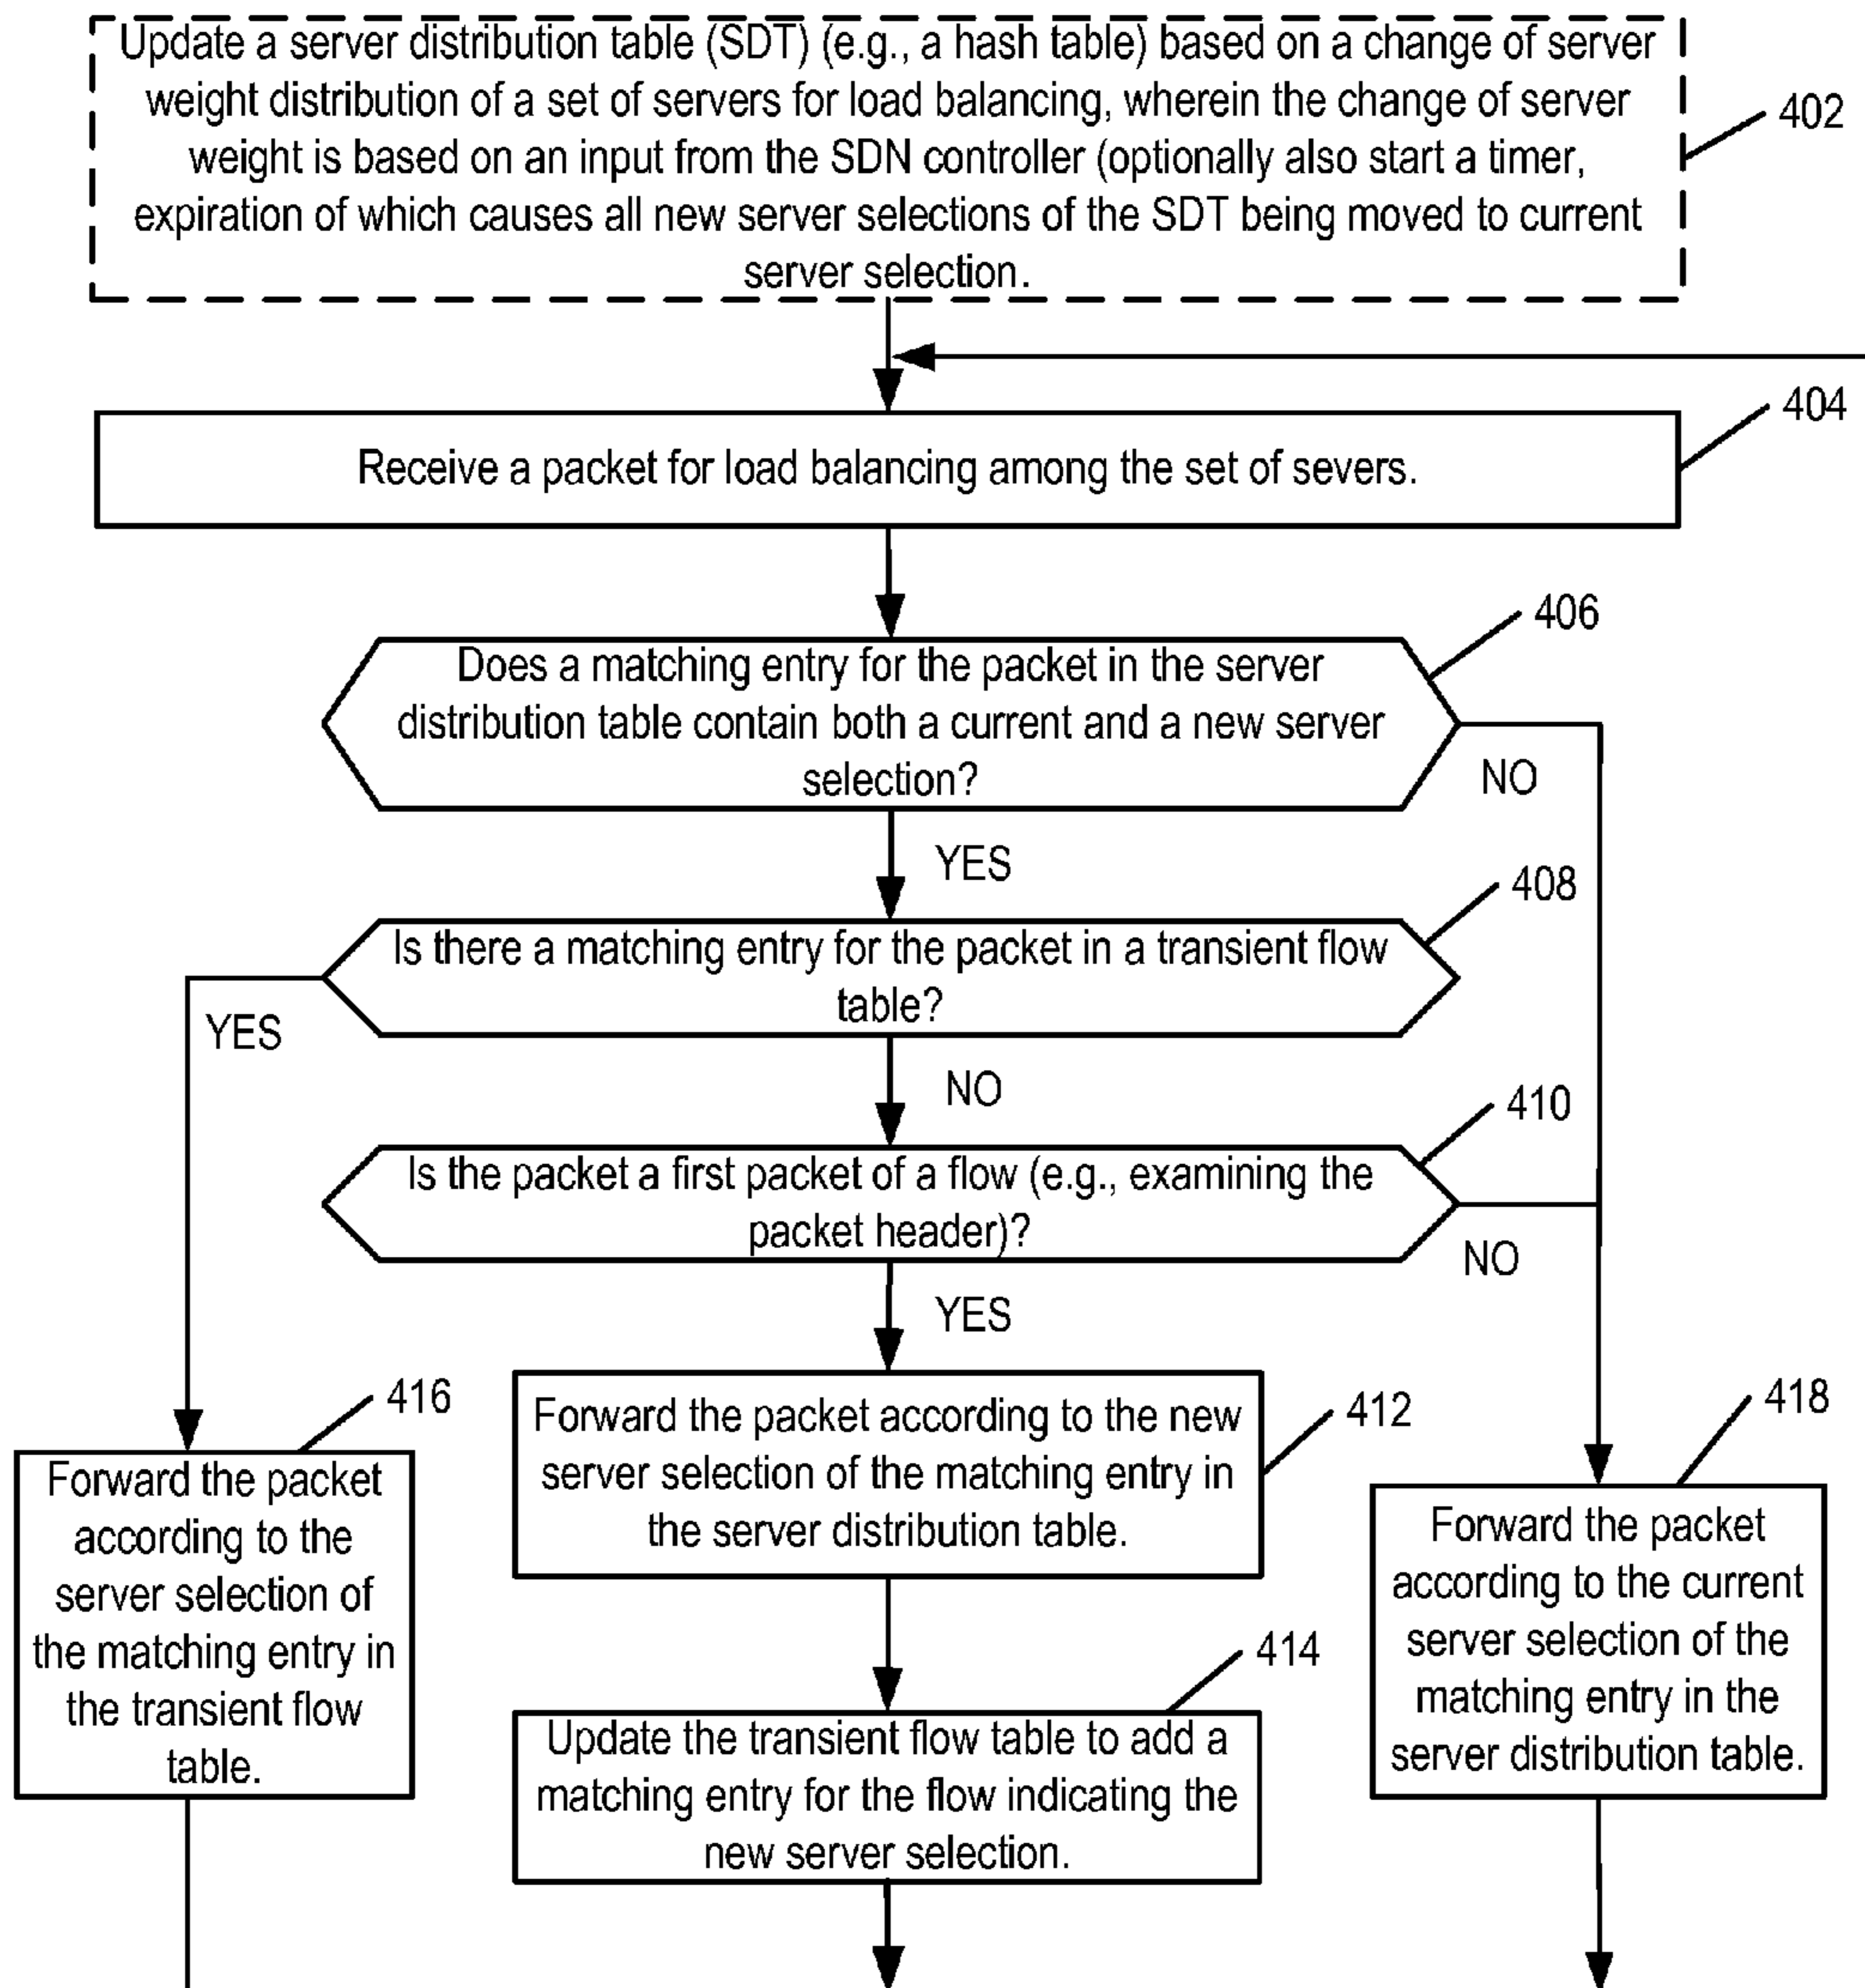 Update a server distribution table (SDT) (e.g., a hash table) based on a change of server
weight distribution of a set of servers for load balancing, wherein the change of server
weight is based on an input from the SDN controller (optionally also start a timer,
expiration of which causes all new server selections of the SDT being moved to current
server selection.
402
404
Receive a packet for load balancing among the set of severs.
406
Does a matching entry for the packet in the server
distribution table contain both a current and a new server
selection?
NO
YES
408
Is there a matching entry for the packet in a transient flow
table?
YES
NO
410
Is the packet a first packet of a flow (e.g., examining the
packet header)?
NO
YES
416
Forward the packet
according to the
server selection of
the matching entry in
the transient flow
table.
412
Forward the packet according to the new
server selection of the matching entry in
the server distribution table.
418
Forward the packet
according to the current
server selection of the
matching entry in the
server distribution table.
414
Update the transient flow table to add a
matching entry for the flow indicating the
new server selection.